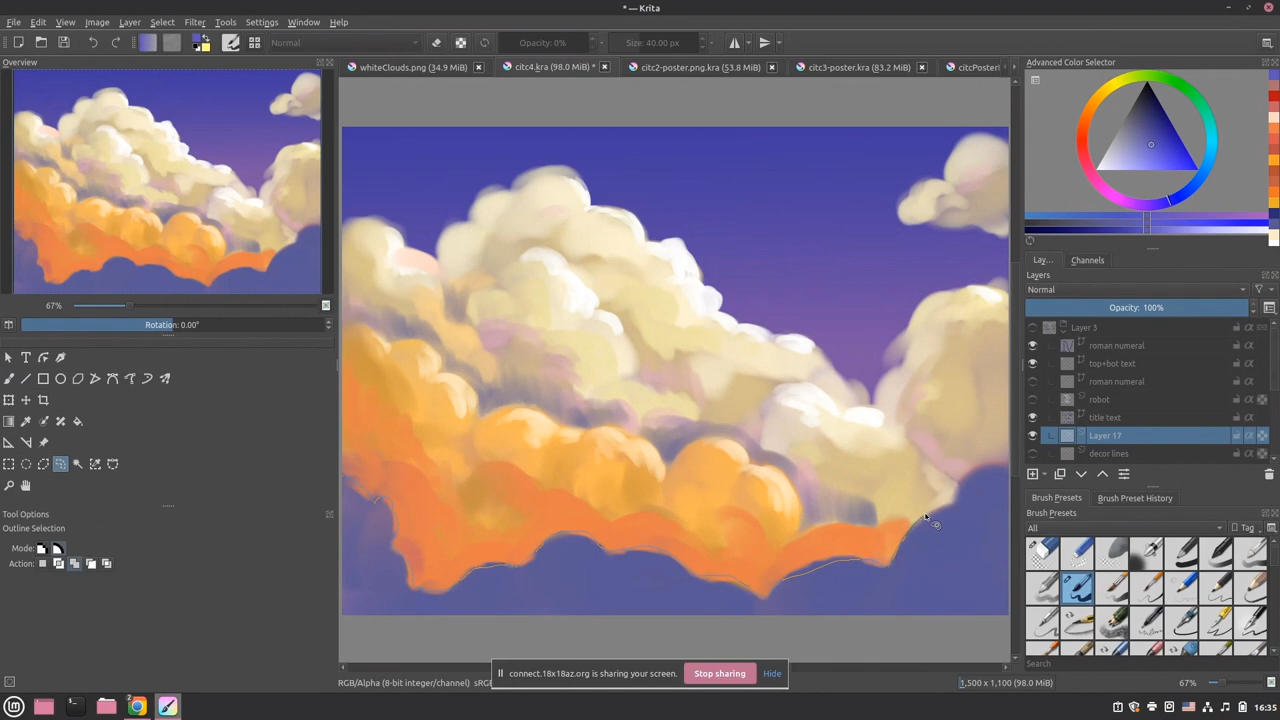 * — Krita
File Edit View Image Layer Select Filter Tools Settings Window Help
Normal Opacity: 0% Size: 40.00 px
Overview
whiteClouds.png (34.9 MiB) citc4.kra (98.0 MiB) * citc2-poster.png.kra (53.8 MiB) citc3-poster.kra (83.2 MiB) citcPoster
Advanced Color Selector
67%
Rotation: 0.00°
Lay... Channels
Layers
Normal
Opacity: 100%
Layer 3
roman numeral
top+bot text
roman numeral
robot
title text
Layer 17
decor lines
Tool Options
Outline Selection
Mode:
Action:
Brush Presets Brush Preset History
Brush Presets
All Tag
Search
connect.18x18az.org is sharing your screen. Stop sharing Hide
RGB/Alpha (8-bit integer/channel) sRG
1,500 x 1,100 (98.0 MiB) 67%
2
16:35